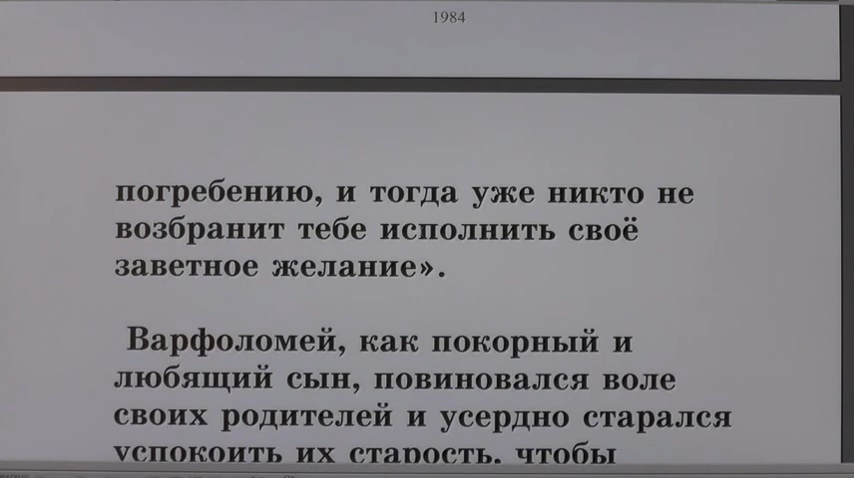 1984
погребению, и тогда уже никто не
возбранит тебе исполнить своё
заветное желание».
Варфоломей, как покорный и
любящий сын, повиновался воле
своих родителей и усердно старался
успокоить их старость, чтобы